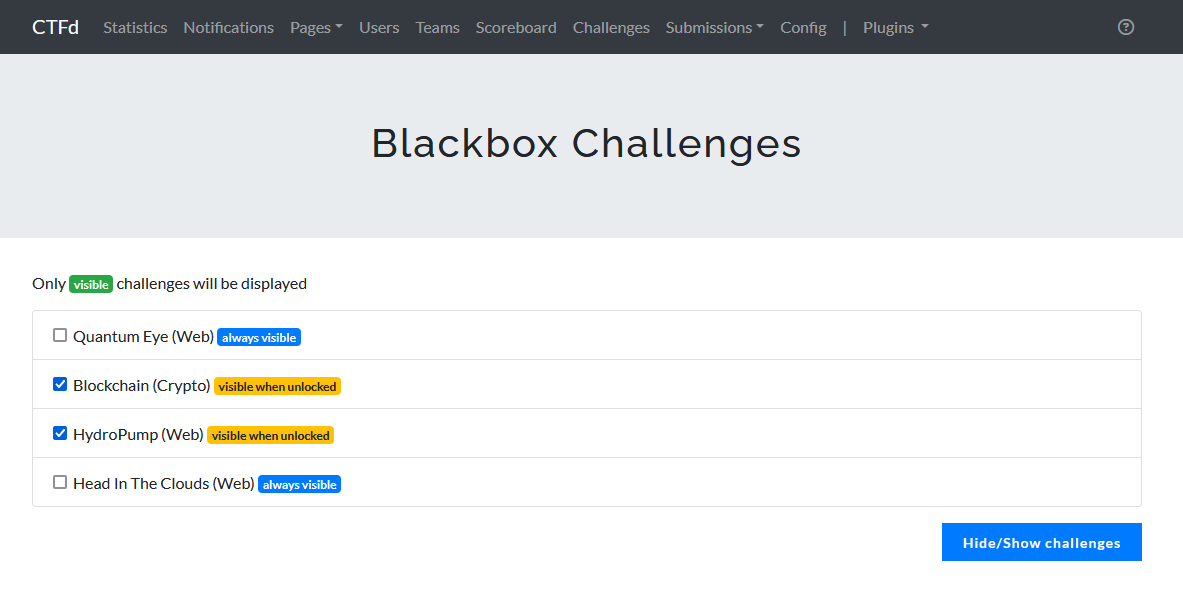 CTFd Statistics Notifications Pages Users Teams Scoreboard Challenges Submissions Config | Plugins
Blackbox Challenges
Only visible challenges will be displayed
Quantum Eye (Web) always visible
Blockchain (Crypto) visible when unlocked
HydroPump (Web) visible when unlocked
Head In The Clouds (Web) always visible
Hide/Show challenges